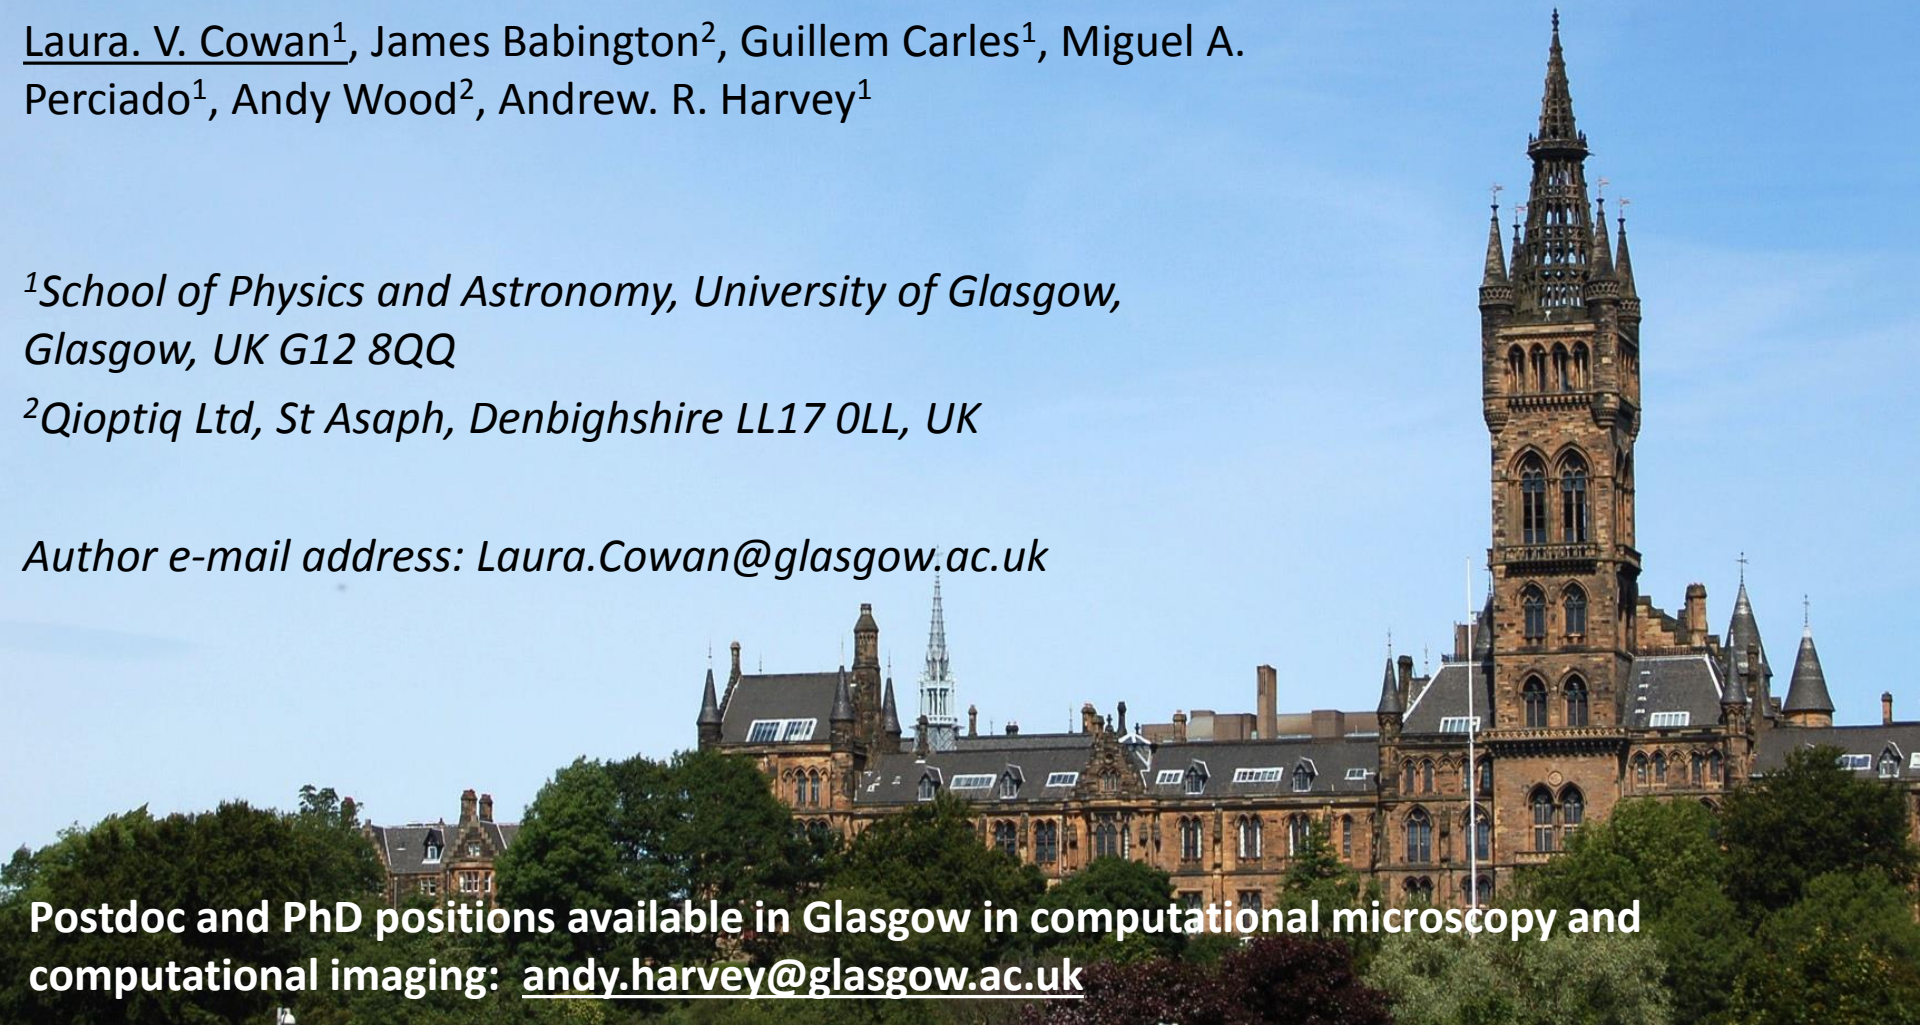 Laura. V. Cowan¹, James Babington², Guillem Carles¹, Miguel A.
Perciado¹, Andy Wood², Andrew. R. Harvey¹
¹School of Physics and Astronomy, University of Glasgow,
Glasgow, UK G12 8QQ
²Qioptiq Ltd, St Asaph, Denbighshire LL17 0LL, UK
Author e-mail address: Laura.Cowan@glasgow.ac.uk
Postdoc and PhD positions available in Glasgow in computational microscopy and
computational imaging: andy.harvey@glasgow.ac.uk